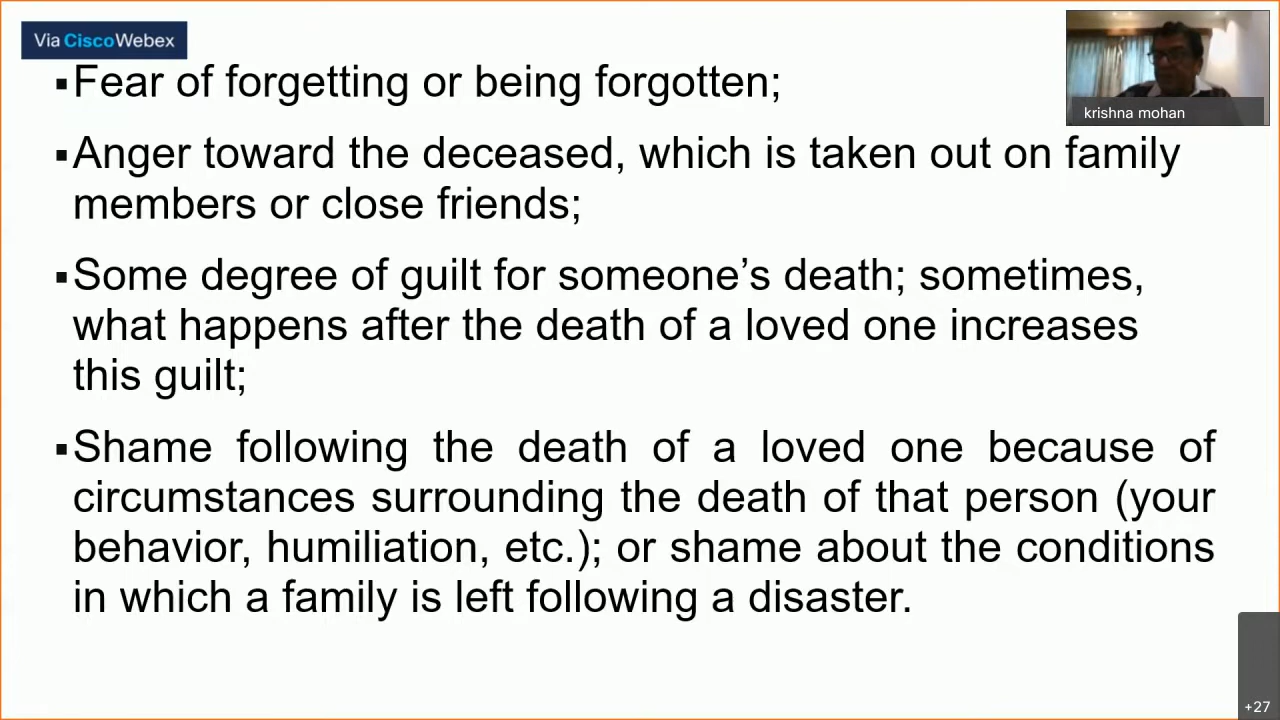 Via Cisco Webex
krishna mohan
▪Fear of forgetting or being forgotten;
▪Anger toward the deceased, which is taken out on family
members or close friends;
▪Some degree of guilt for someone’s death; sometimes,
what happens after the death of a loved one increases
this guilt;
▪Shame following the death of a loved one because of
circumstances surrounding the death of that person (your
behavior, humiliation, etc.); or shame about the conditions
in which a family is left following a disaster.
+27